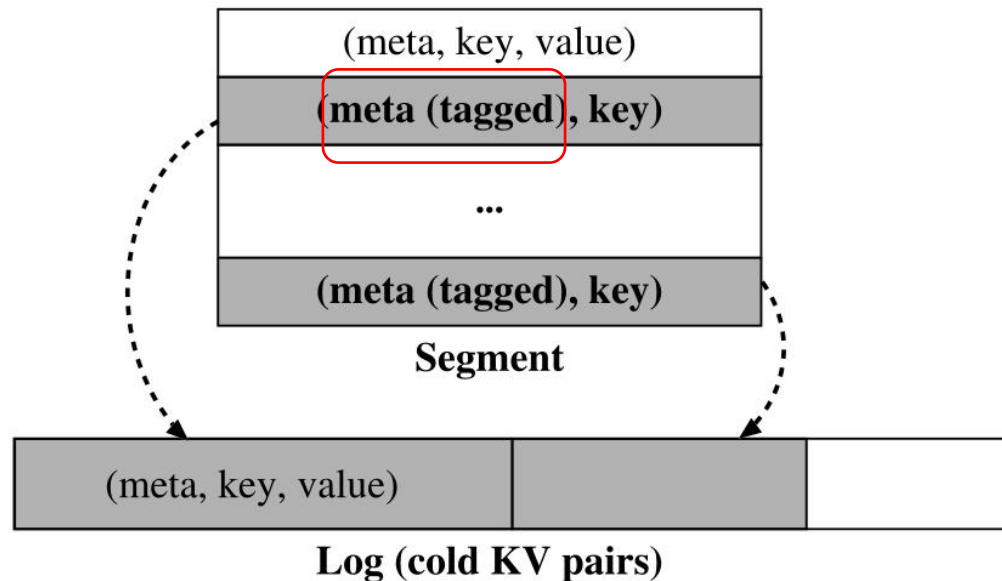 (meta, key, value)
(meta (tagged), key)
...
(meta (tagged), key)
Segment
(meta, key, value)
Log (cold KV pairs)